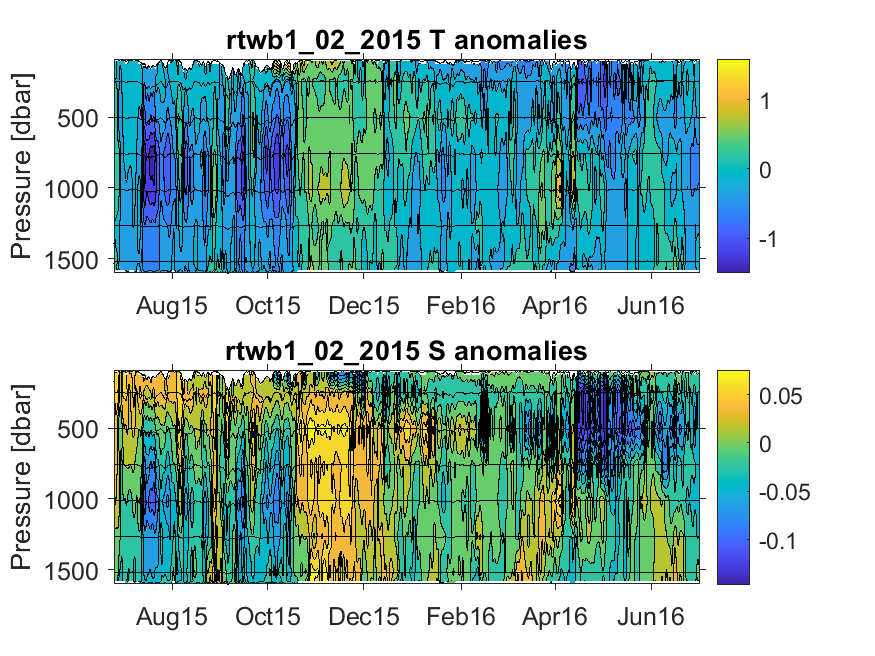 rtwb1_02_2015 T anomalies
Pressure [dbar]
500
1000
1500
Aug15 Oct15 Dec15 Feb16 Apr16 Jun16
1
0
-1
rtwb1_02_2015 S anomalies
Pressure [dbar]
500
1000
1500
Aug15 Oct15 Dec15 Feb16 Apr16 Jun16
0.05
0
-0.05
-0.1